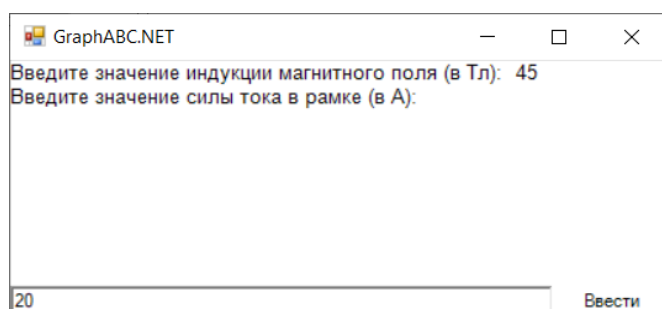 GraphABC.NET
Введите значение индукции магнитного поля (в Тл): 45
Введите значение силы тока в рамке (в А):
20 Ввести